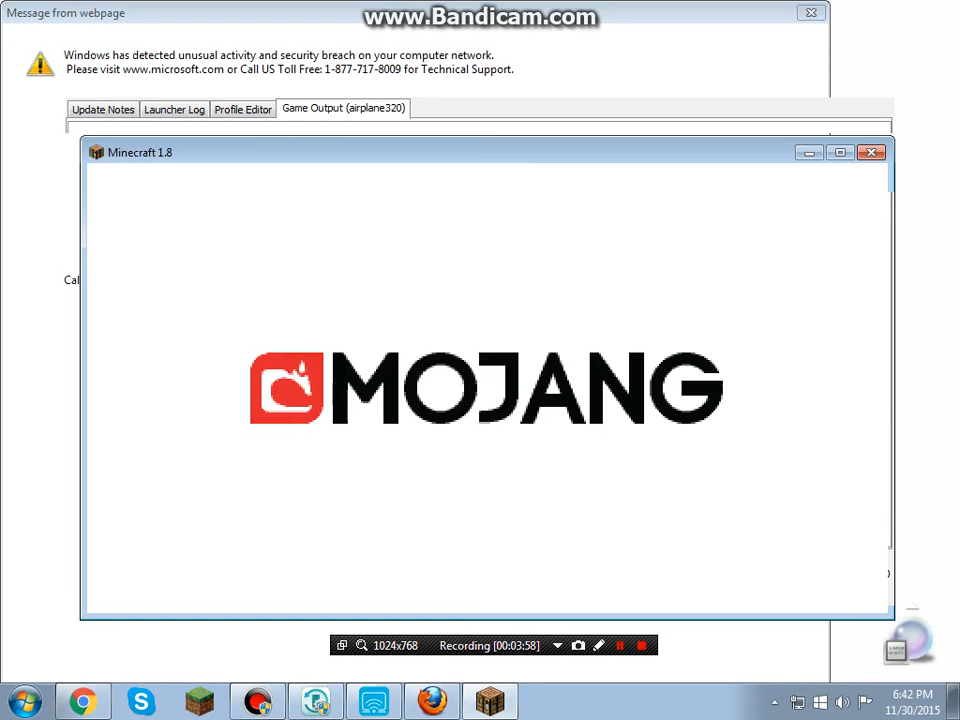 www.Bandicam.com
Message from webpage
Windows has detected unusual activity and security breach on your computer network.
Please visit www.microsoft.com or Call US Toll Free: 1-877-717-8009 for Technical Support.
Update Notes
Launcher Log
Profile Editor
Game Output (airplane320)
Minecraft 1.8
Cal
MOJANG
1024x768
Recording [00:03:58]
6:42 PM
11/30/2015